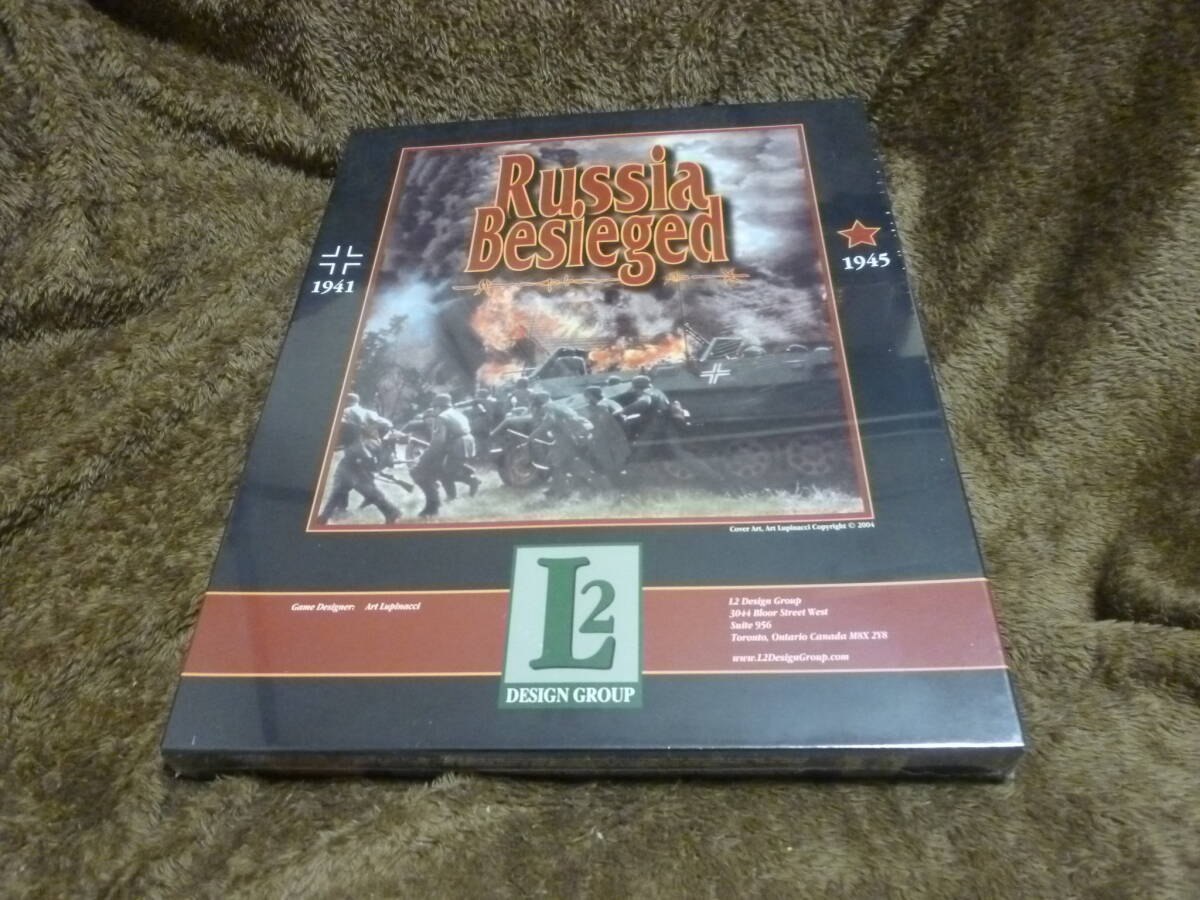 Russia
Besieged
1941
1945
Cover Art, Art Lupinacci Copyright © 2004
Game Designer: Art Lupinacci
L2
DESIGN GROUP
L2 Design Group
3044 Bloor Street West
Suite 956
Toronto, Ontario Canada M8X 2Y8
www.L2DesignGroup.com